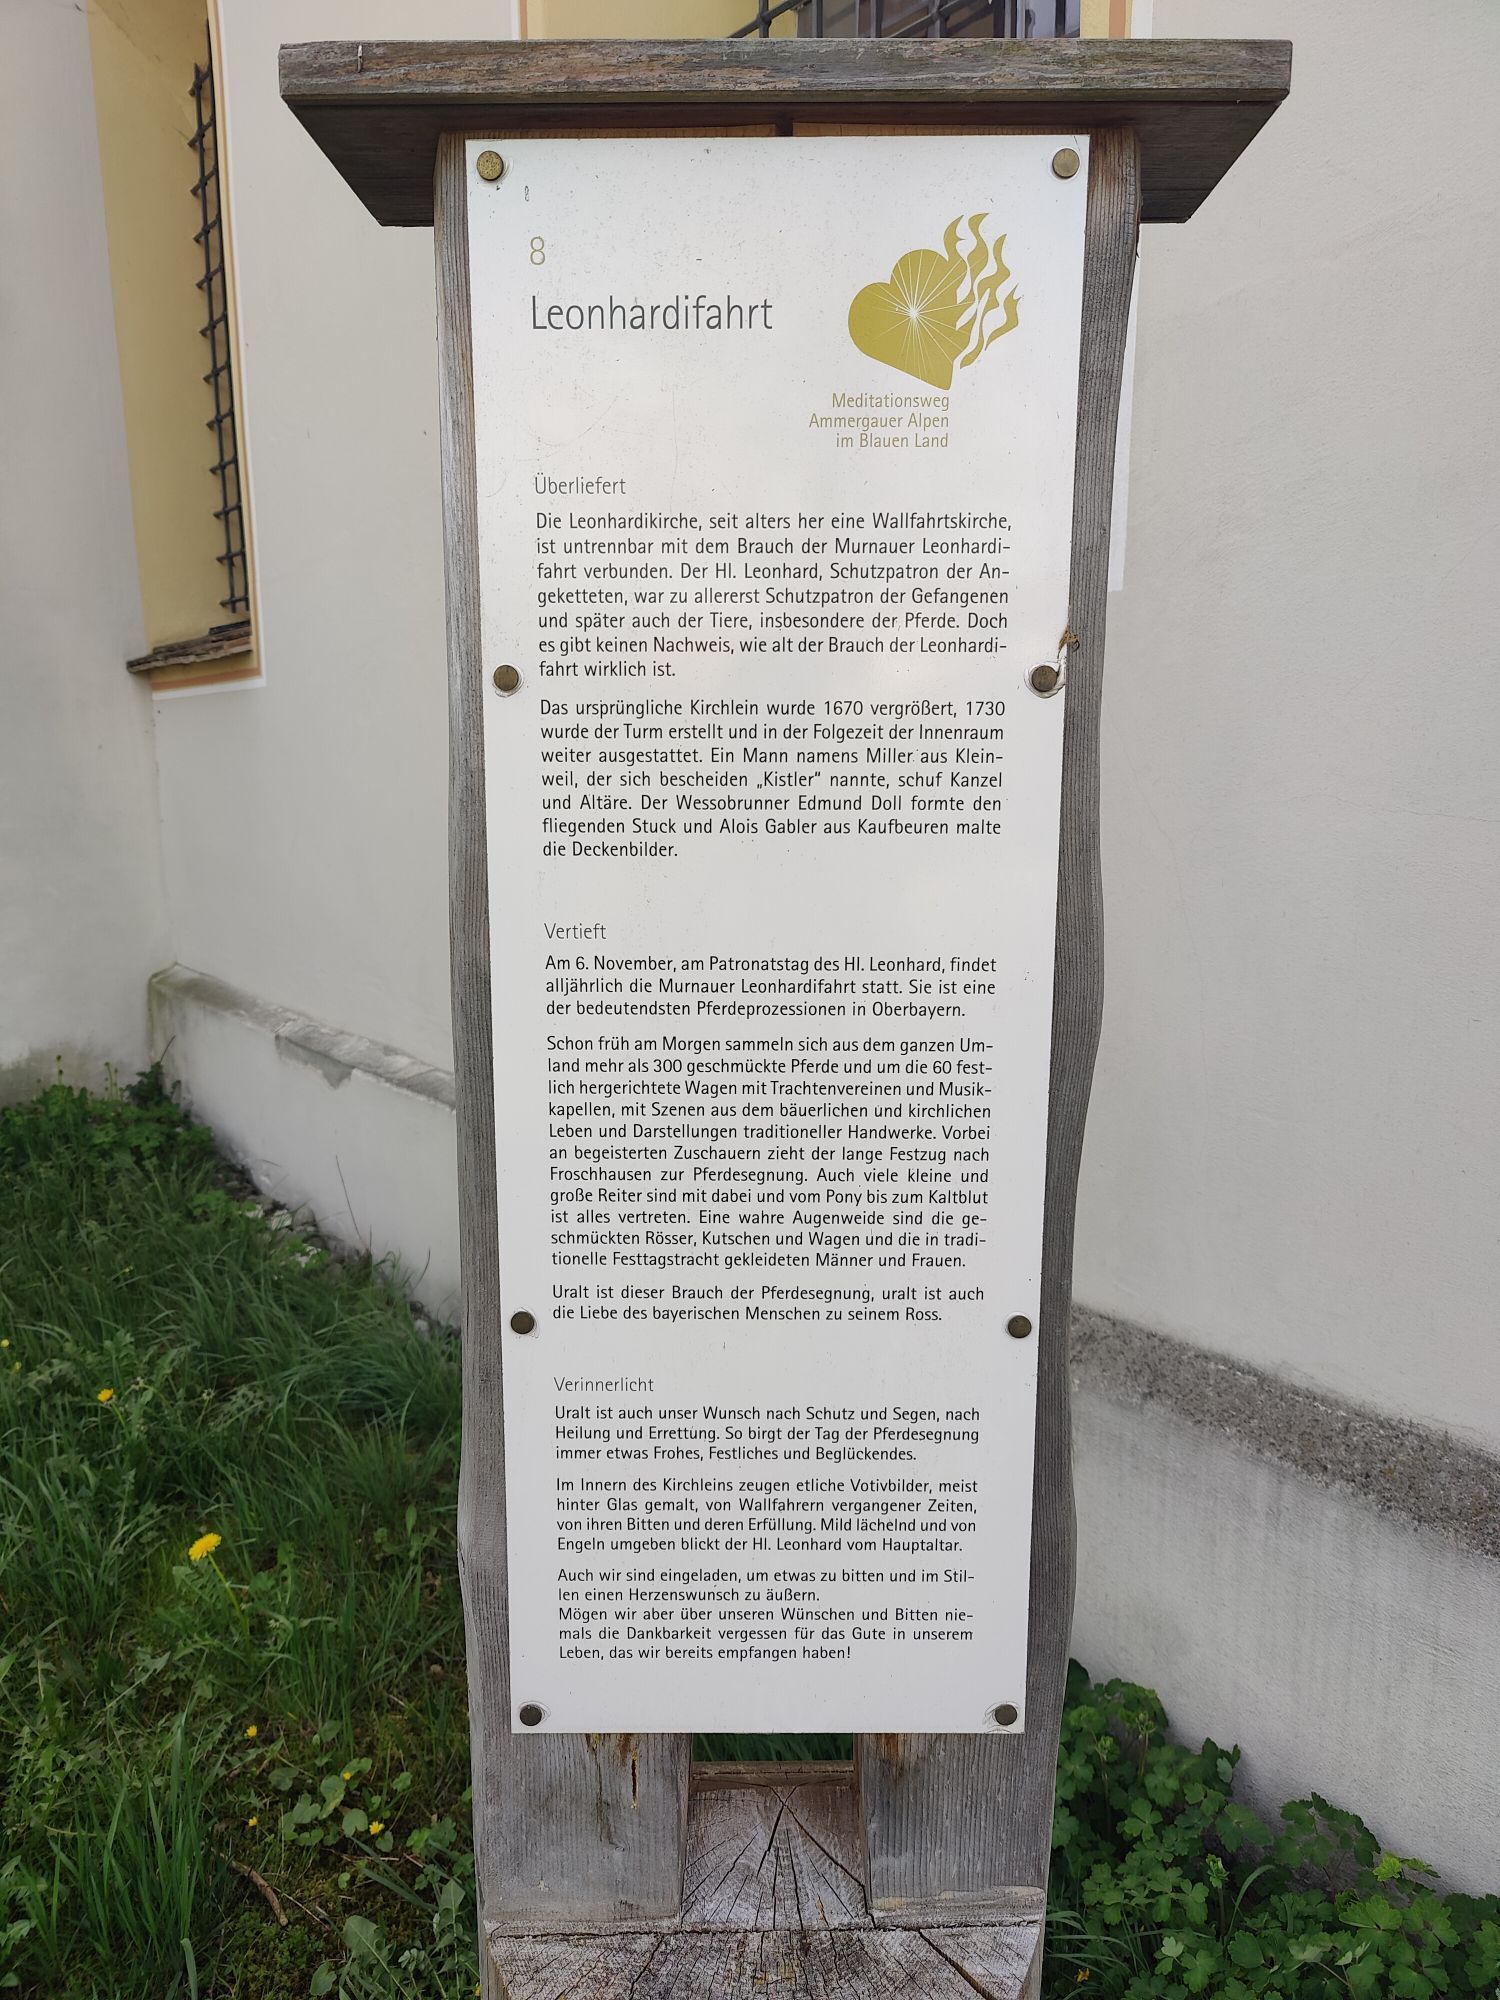 8
Leonhardifahrt
Meditationsweg
Ammergauer Alpen
im Blauen Land
Überliefert
Die Leonhardikirche, seit alters her eine Wallfahrtskirche,
ist untrennbar mit dem Brauch der Murnauer Leonhardi-
fahrt verbunden. Der Hl. Leonhard, Schutzpatron der An-
geketteten, war zu allererst Schutzpatron der Gefangenen
und später auch der Tiere, insbesondere der Pferde. Doch
es gibt keinen Nachweis, wie alt der Brauch der Leonhardi-
fahrt wirklich ist.
Das ursprüngliche Kirchlein wurde 1670 vergrößert, 1730
wurde der Turm erstellt und in der Folgezeit der Innenraum
weiter ausgestattet. Ein Mann namens Miller aus Klein-
weil, der sich bescheiden „Kistler“ nannte, schuf Kanzel
und Altäre. Der Wessobrunner Edmund Doll formte den
fliegenden Stuck und Alois Gabler aus Kaufbeuren malte
die Deckenbilder.
Vertieft
Am 6. November, am Patronatstag des Hl. Leonhard, findet
alljährlich die Murnauer Leonhardifahrt statt. Sie ist eine
der bedeutendsten Pferdeprozessionen in Oberbayern.
Schon früh am Morgen sammeln sich aus dem ganzen Um-
land mehr als 300 geschmückte Pferde und um die 60 fest-
lich hergerichtete Wagen mit Trachtenvereinen und Musik-
kapellen, mit Szenen aus dem bäuerlichen und kirchlichen
Leben und Darstellungen traditioneller Handwerke. Vorbei
an begeisterten Zuschauern zieht der lange Festzug nach
Froschhausen zur Pferdesegnung. Auch viele kleine und
große Reiter sind mit dabei und vom Pony bis zum Kaltblut
ist alles vertreten. Eine wahre Augenweide sind die ge-
schmückten Rösser, Kutschen und Wagen und die in tradi-
tionelle Festtagstracht gekleideten Männer und Frauen.
Uralt ist dieser Brauch der Pferdesegnung, uralt ist auch
die Liebe des bayerischen Menschen zu seinem Ross.
Verinnerlicht
Uralt ist auch unser Wunsch nach Schutz und Segen, nach
Heilung und Errettung. So birgt der Tag der Pferdesegnung
immer etwas Frohes, Festliches und Beglückendes.
Im Innern des Kirchleins zeugen etliche Votivbilder, meist
hinter Glas gemalt, von Wallfahrern vergangener Zeiten,
von ihren Bitten und deren Erfüllung. Mild lächelnd und von
Engeln umgeben blickt der Hl. Leonhard vom Hauptaltar.
Auch wir sind eingeladen, um etwas zu bitten und im Stil-
len einen Herzenswunsch zu äußern.
Mögen wir aber über unseren Wünschen und Bitten nie-
mals die Dankbarkeit vergessen für das Gute in unserem
Leben, das wir bereits empfangen haben!